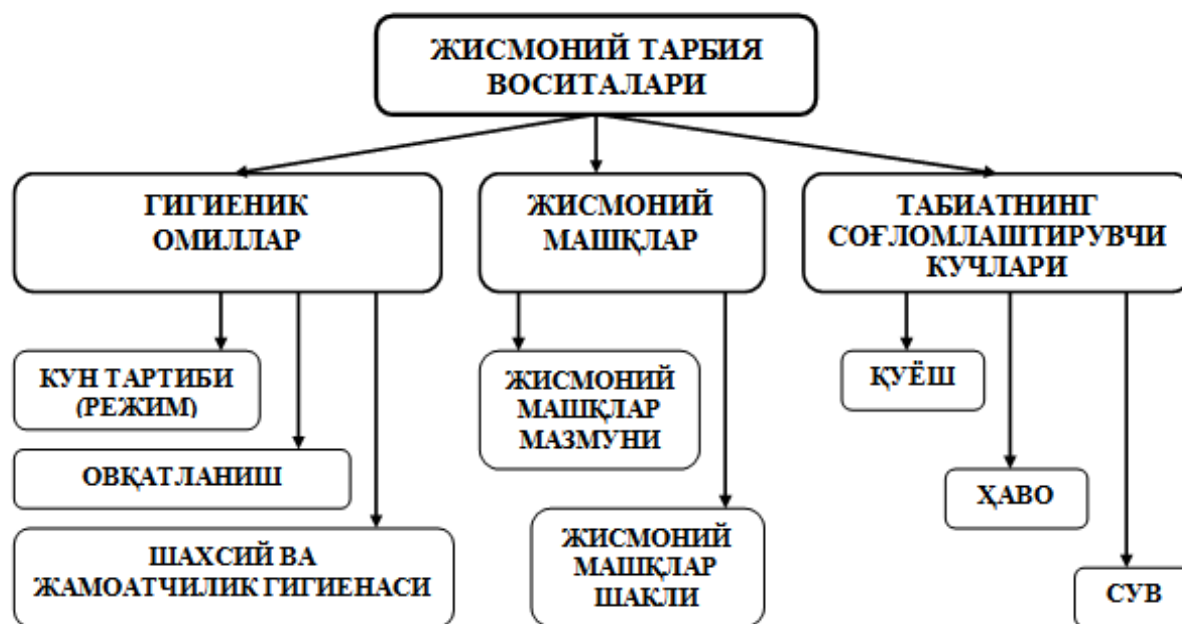 ЖИСМОНИЙ ТАРБИЯ
ВОСИТАЛАРИ
ГИГИЕНИК
ОМИЛЛАР
ЖИСМОНИЙ
МАШҚЛАР
ТАБИАТНИНГ
СОҒЛОМЛАШТИРУВЧИ
КУЧЛАРИ
КУН ТАРТИБИ
(РЕЖИМ)
ОВҚАТЛАНИШ
ШАХСИЙ ВА
ЖАМОАТЧИЛИК ГИГИЕНАСИ
ЖИСМОНИЙ
МАШҚЛАР
МАЗМУНИ
ЖИСМОНИЙ
МАШҚЛАР
ШАКЛИ
ҚУЁШ
ҲАВО
СУВ